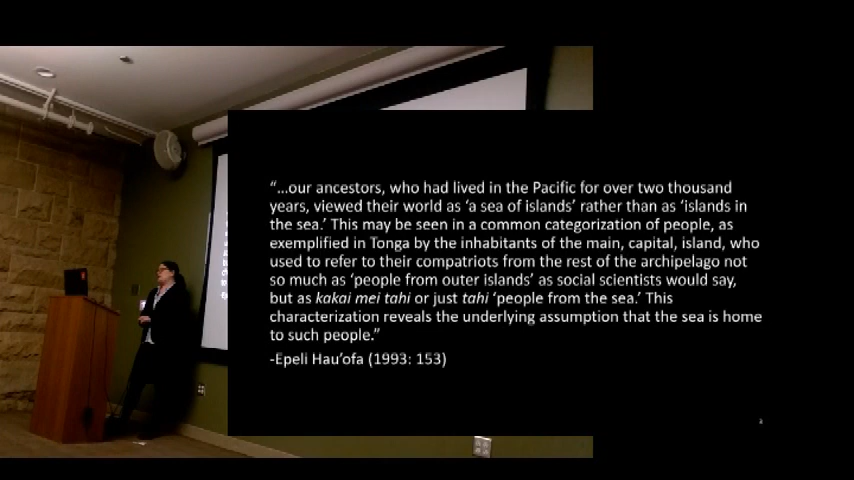 “…our ancestors, who had lived in the Pacific for over two thousand
years, viewed their world as ‘a sea of islands’ rather than as ‘islands in
the sea.’ This may be seen in a common categorization of people, as
exemplified in Tonga by the inhabitants of the main, capital, island, who
used to refer to their compatriots from the rest of the archipelago not
so much as ‘people from outer islands’ as social scientists would say,
but as kakai mei tahi or just tahi ‘people from the sea.’ This
characterization reveals the underlying assumption that the sea is home
to such people.”
-Epeli Hau’ofa (1993: 153)